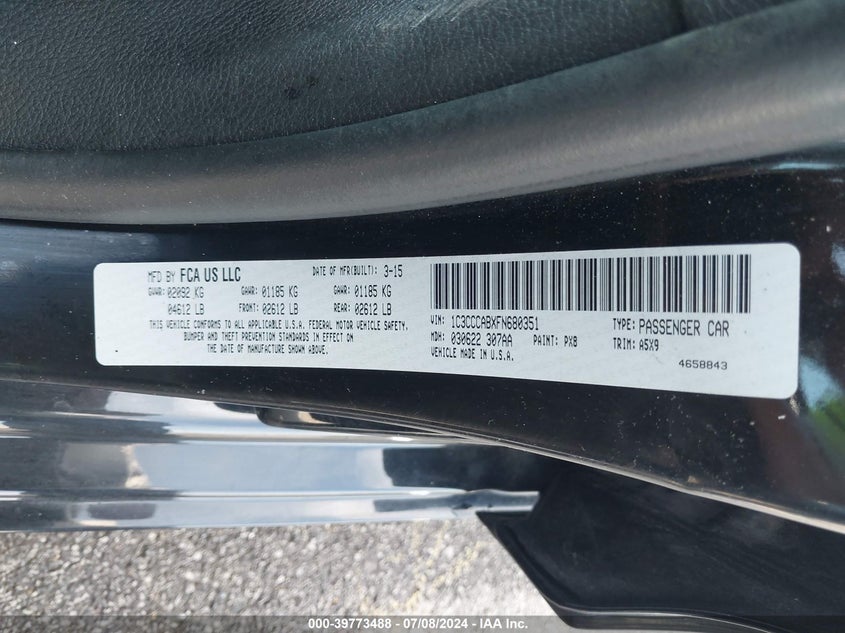 MFD BY FCA US LLC DATE OF MFR(BUILT): 3-15
GVWR: 02092 KG GAWR: 01185 KG GAWR: 01185 KG
04612 LB FRONT: 02612 LB REAR: 02612 LB
THIS VEHICLE CONFORMS TO ALL APPLICABLE U.S.A. FEDERAL MOTOR VEHICLE SAFETY,
BUMPER AND THEFT PREVENTION STANDARDS IN EFFECT ON
THE DATE OF MANUFACTURE SHOWN ABOVE.
VIN: 1C3CCCABXFN680351 TYPE: PASSENGER CAR
MDH: 030622 307AA PAINT: PX8 TRIM: A5X9
VEHICLE MADE IN U.S.A.
4658843
000-39773488 - 07/08/2024 - IAA Inc.